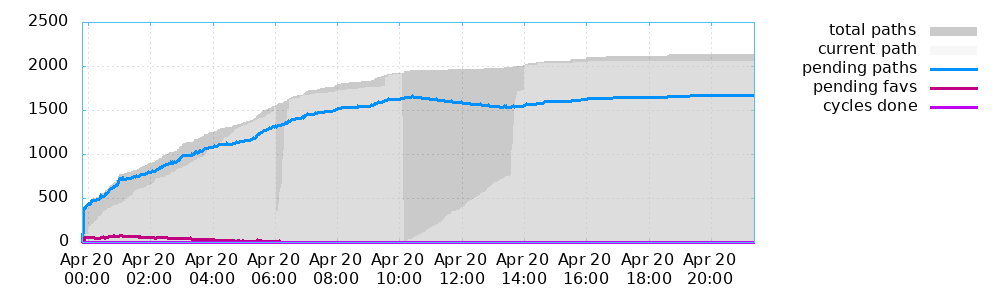 2500
2000
1500
1000
500
0
Apr 20 Apr 20 Apr 20 Apr 20 Apr 20 Apr 20 Apr 20 Apr 20 Apr 20 Apr 20 Apr 20
00:00 02:00 04:00 06:00 08:00 10:00 12:00 14:00 16:00 18:00 20:00
total paths
current path
pending paths
pending favs
cycles done